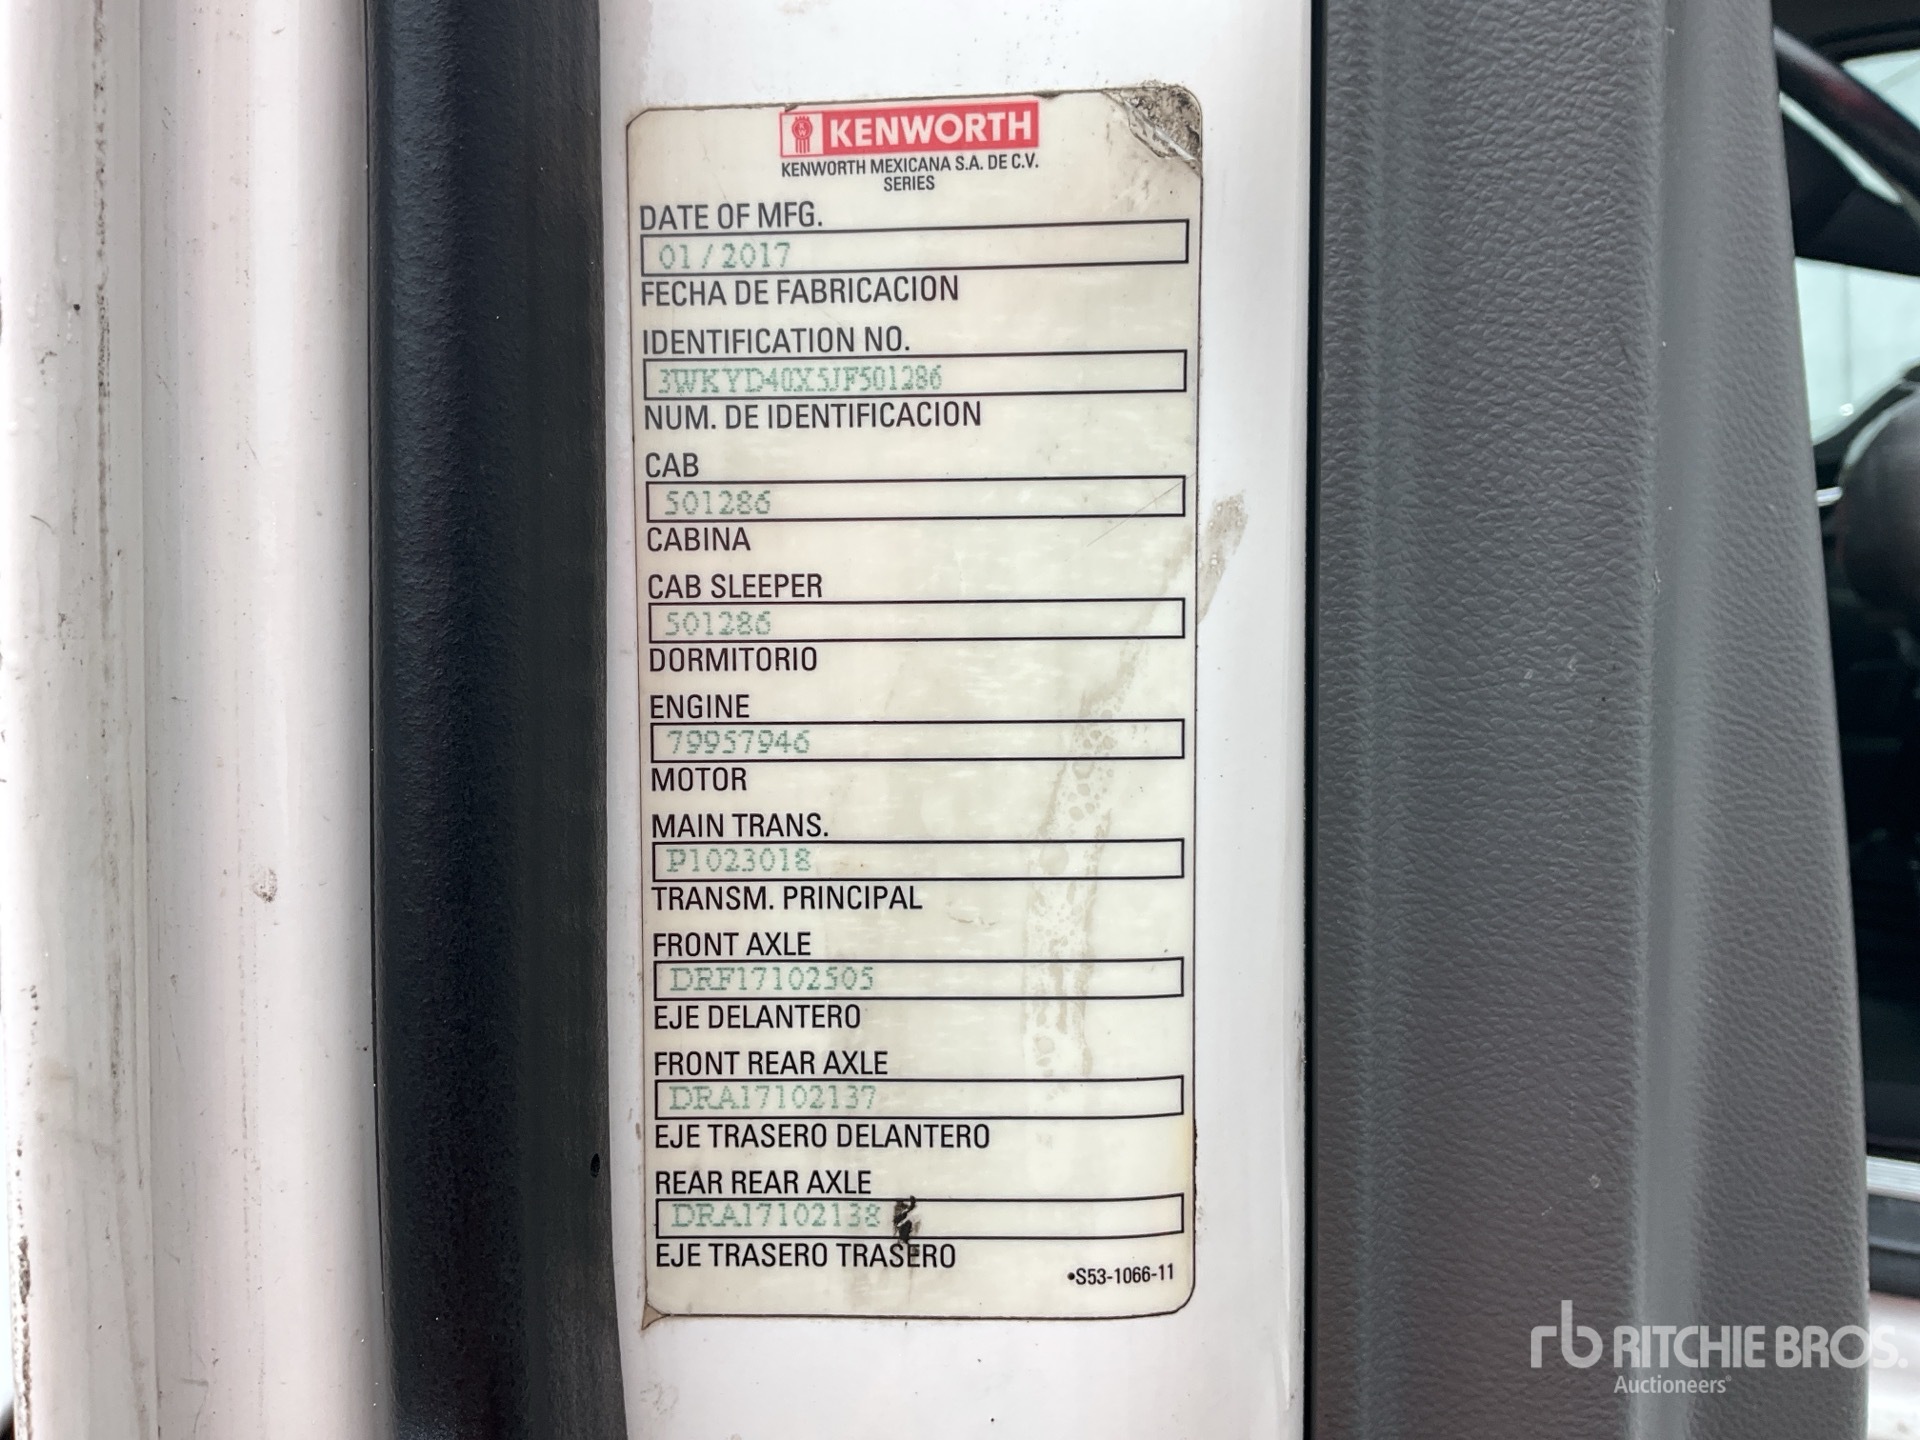 KENWORTH
KENWORTH MEXICANA S.A. DE C.V.
SERIES
DATE OF MFG.
01 / 2017
FECHA DE FABRICACION
IDENTIFICATION NO.
3WKYD40X5JF501286
NUM. DE IDENTIFICACION
CAB
501286
CABINA
CAB SLEEPER
501286
DORMITORIO
ENGINE
79957946
MOTOR
MAIN TRANS.
P1023018
TRANSM. PRINCIPAL
FRONT AXLE
DRF17102505
EJE DELANTERO
FRONT REAR AXLE
DRA17102137
EJE TRASERO DELANTERO
REAR REAR AXLE
DRA17102138
EJE TRASERO TRASERO
•S53-1066-11
rb RITCHIE BROS.
Auctioneers